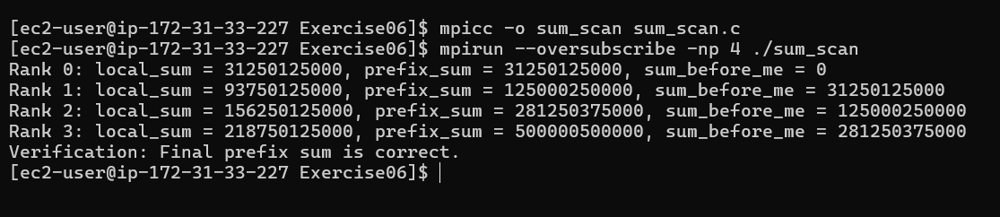 [ec2-user@ip-172-31-33-227 Exercise06]$ mpicc -o sum_scan sum_scan.c
[ec2-user@ip-172-31-33-227 Exercise06]$ mpirun --oversubscribe -np 4 ./sum_scan
Rank 0: local_sum = 31250125000, prefix_sum = 31250125000, sum_before_me = 0
Rank 1: local_sum = 93750125000, prefix_sum = 125000250000, sum_before_me = 31250125000
Rank 2: local_sum = 156250125000, prefix_sum = 281250375000, sum_before_me = 125000250000
Rank 3: local_sum = 218750125000, prefix_sum = 500000500000, sum_before_me = 281250375000
Verification: Final prefix sum is correct.
[ec2-user@ip-172-31-33-227 Exercise06]$